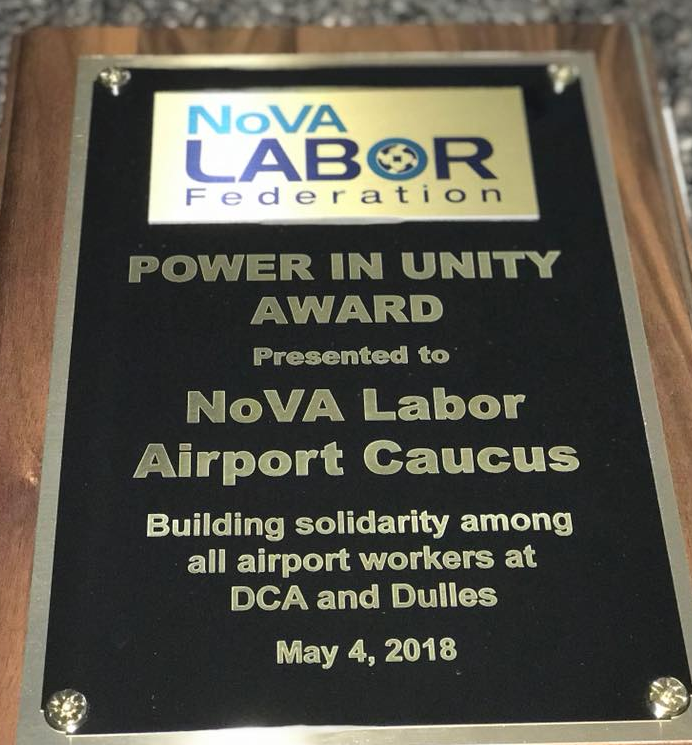 NoVA
LABOR
Federation
POWER IN UNITY
AWARD
Presented to
NoVA Labor
Airport Caucus
Building solidarity among
all airport workers at
DCA and Dulles
May 4, 2018